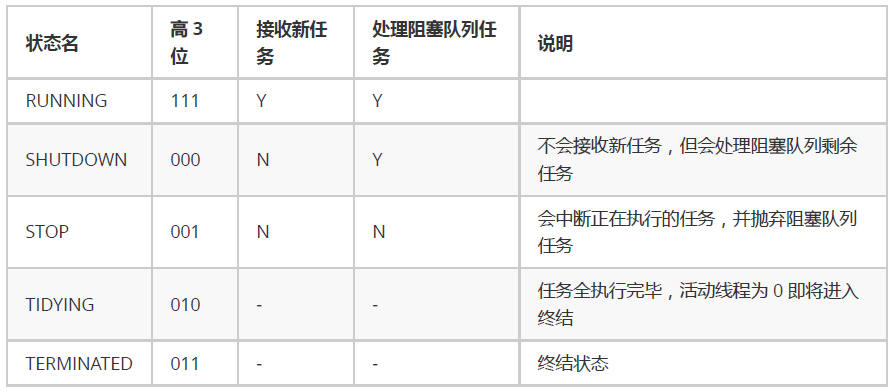 状态名 高 3 位 接收新任务 处理阻塞队列任务 说明
RUNNING 111 Y Y
SHUTDOWN 000 N Y 不会接收新任务，但会处理阻塞队列剩余任务
STOP 001 N N 会中断正在执行的任务，并抛弃阻塞队列任务
TIDYING 010 - - 任务全执行完毕，活动线程为 0 即将进入终结
TERMINATED 011 - - 终结状态